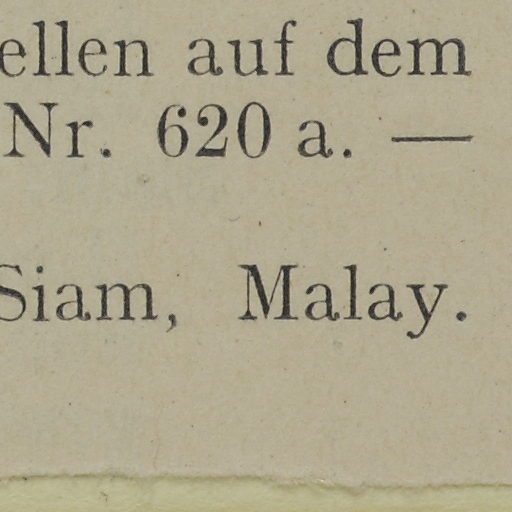 ellen auf dem
Nr. 620 a. —
Siam, Malay.